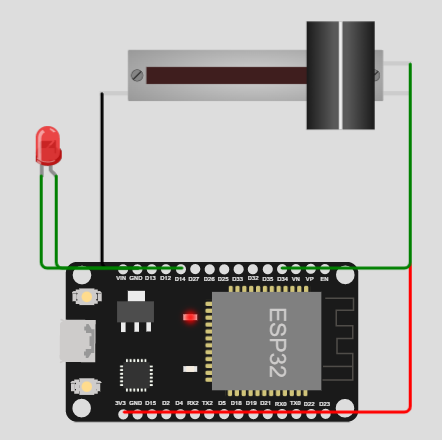 VIN GND D13 D12 D14 D27 D26 D25 D33 D32 D35 D34 VN VP EN
ESP32
3V3 GND D15 D2 D4 RX2 TX2 D5 D18 D19 D21 RX0 TX0 D22 D23